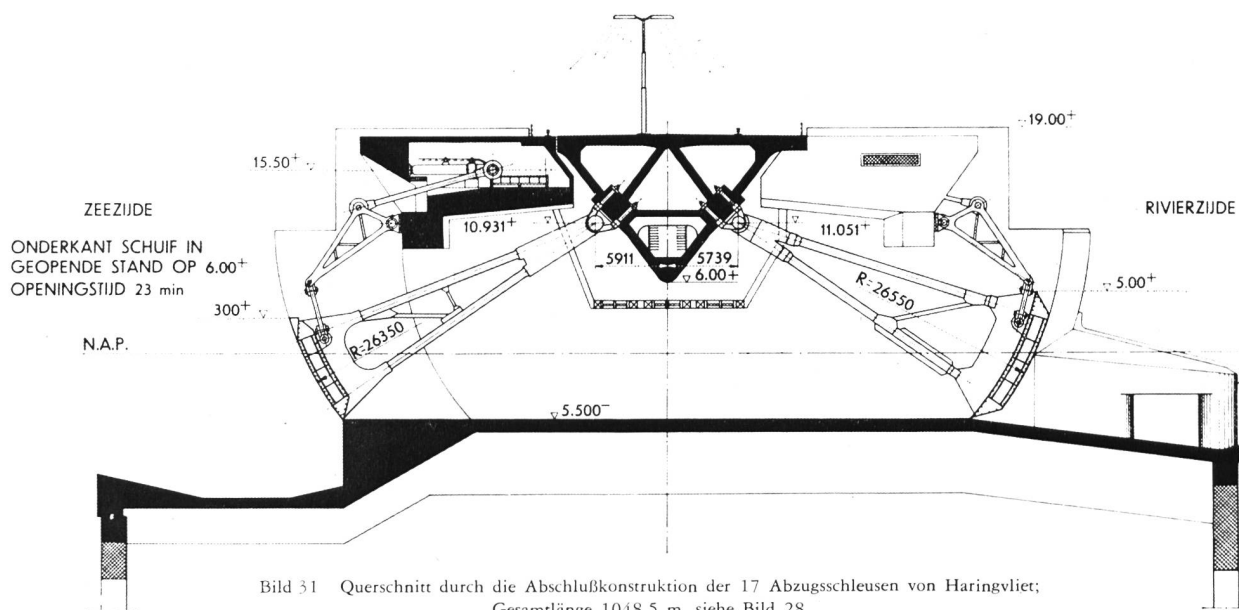 19.00+
15.50+
ZEEZIJDE
RIVIERZIJDE
10.931+
11.051+
ONDERKANT SCHUIF IN
GEOPENDE STAND OP 6.00+
OPENINGSTIJD 23 min
5911
5739
6.00+
R=26550
5.00+
300+
R=26350
N.A.P.
5.500−
Bild 31 Querschnitt durch die Abschlußkonstruktion der 17 Abzugsschleusen von Haringvliet;
Gesamtlänge 1048,5 m, siehe Bild 28